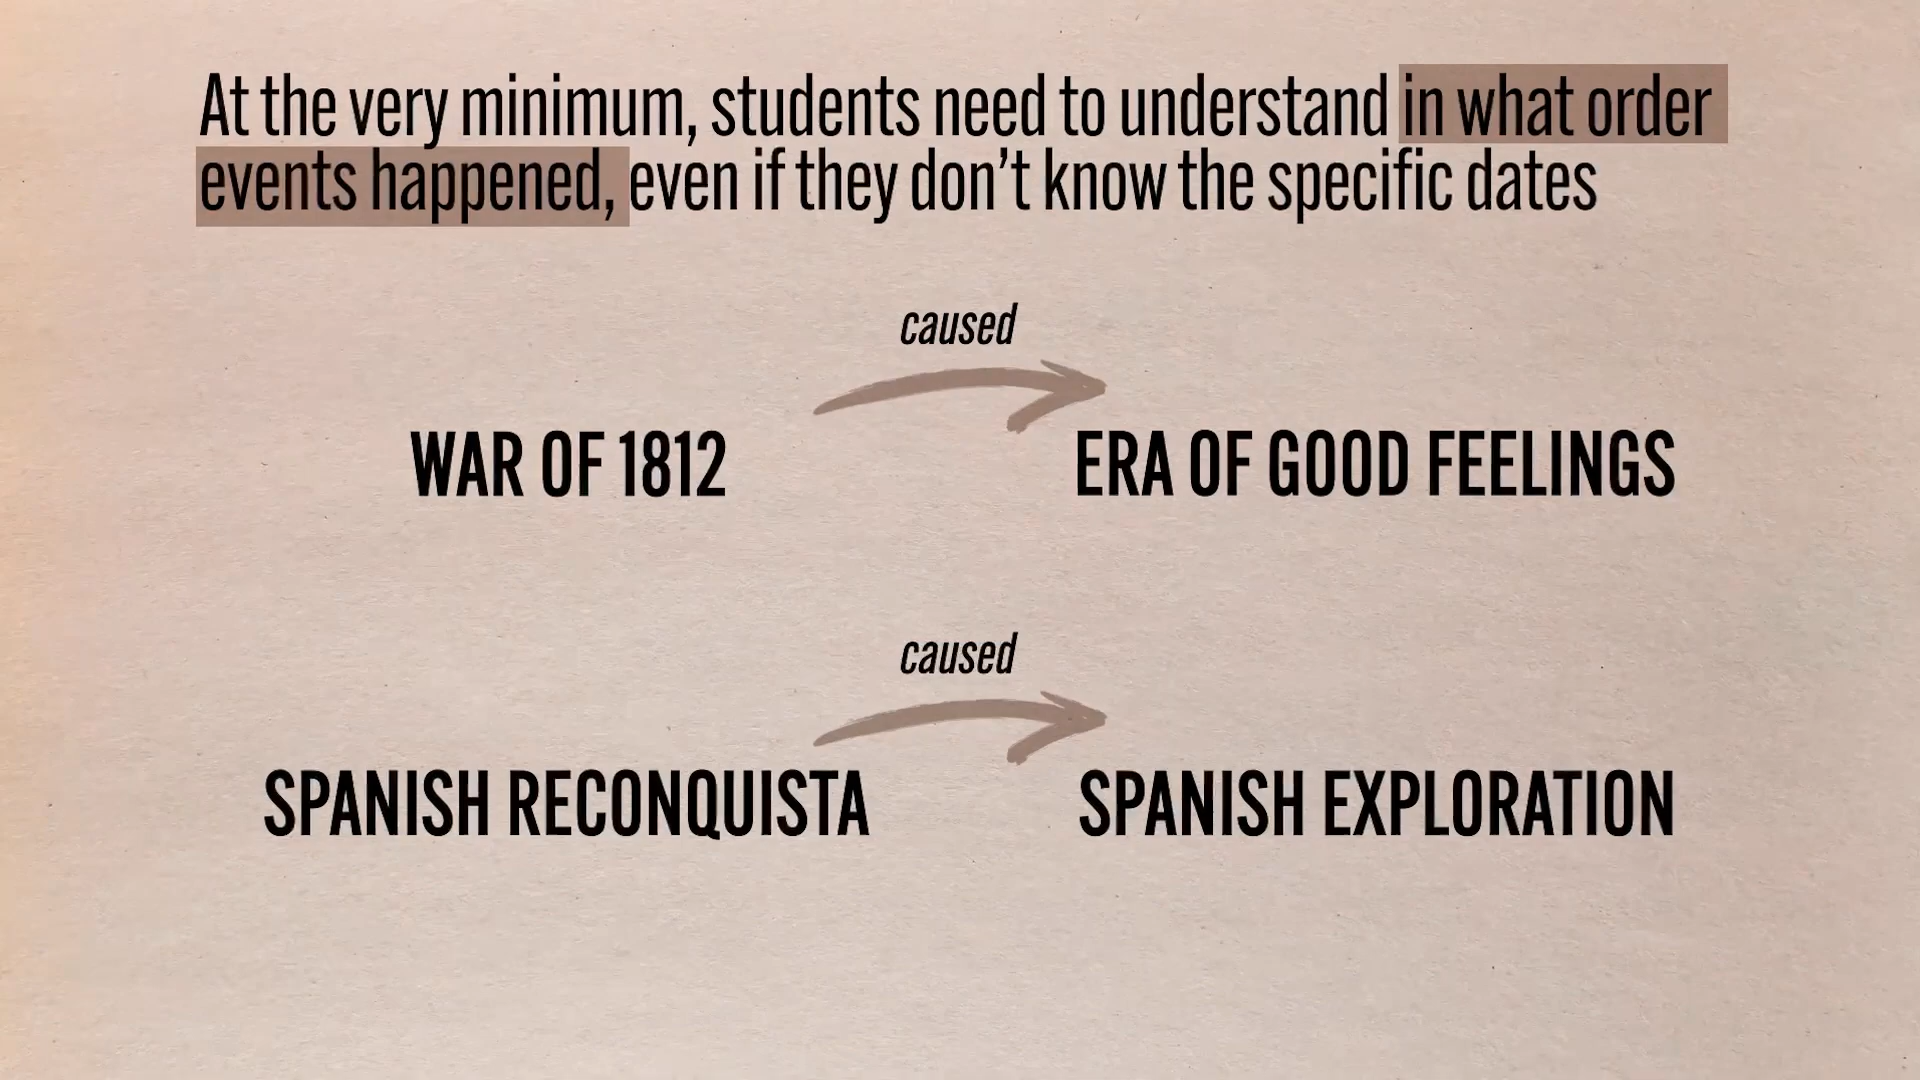 At the very minimum, students need to understand in what order
events happened, even if they don't know the specific dates
caused
WAR OF 1812
ERA OF GOOD FEELINGS
caused
SPANISH RECONQUISTA
SPANISH EXPLORATION